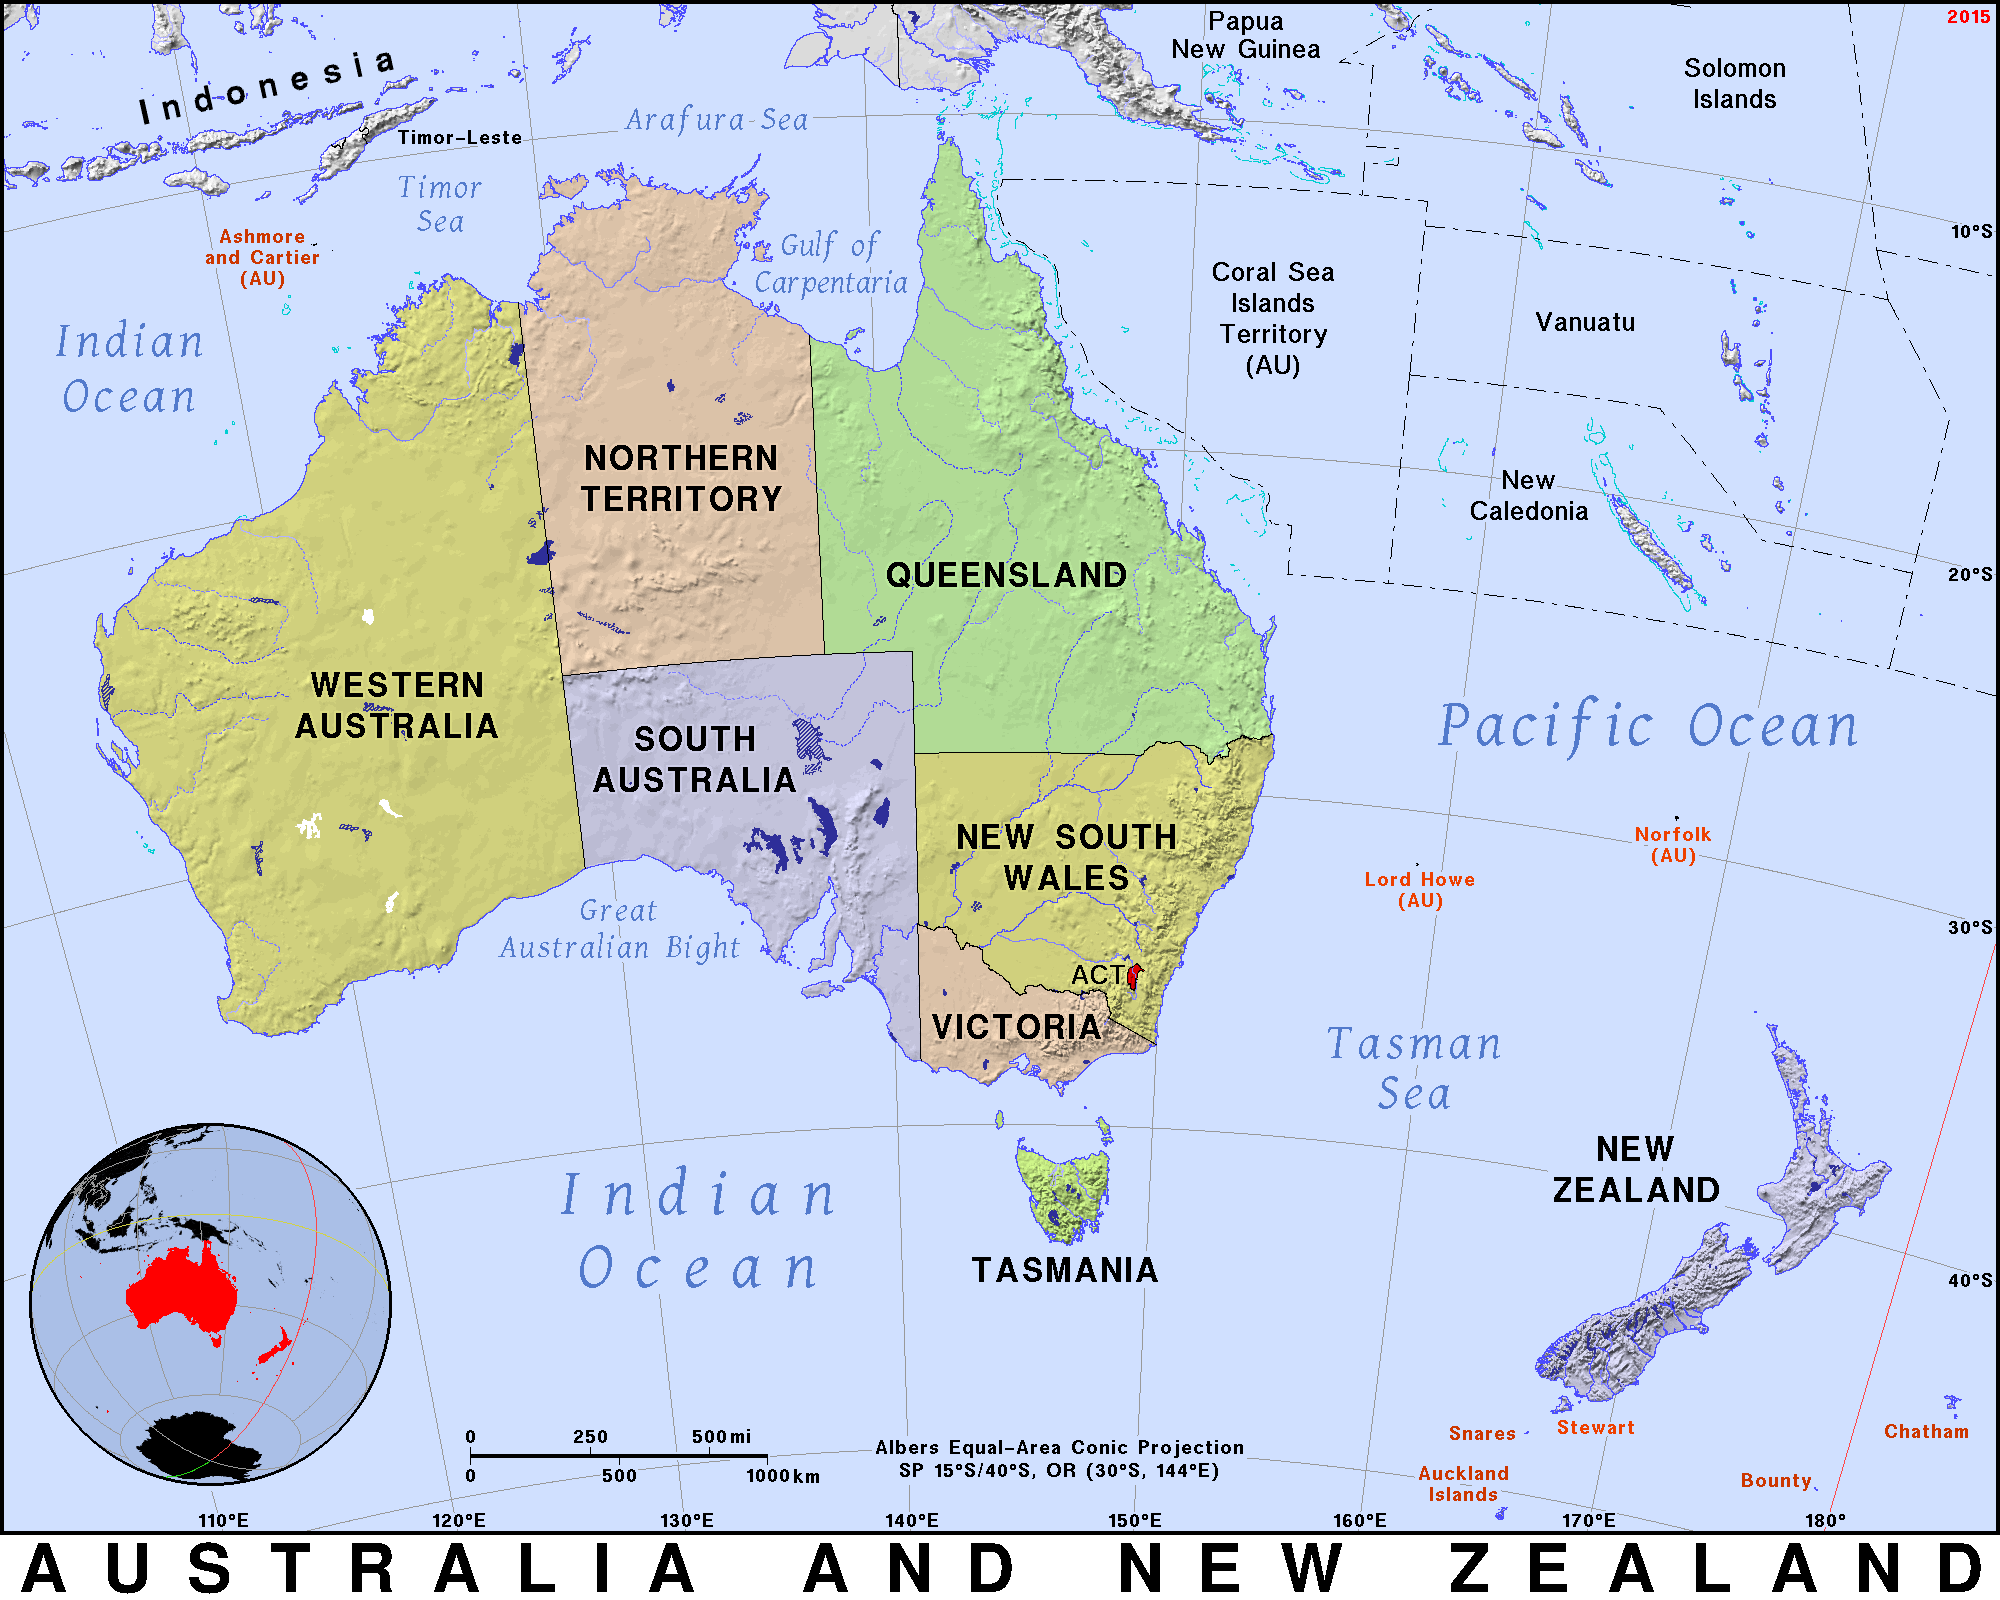 2015
Papua
New Guinea
Solomon
Islands
Indonesia
Arafura Sea
Timor-Leste
Timor
Sea
Ashmore
and Cartier
(AU)
Gulf of
Carpentaria
10°S
Coral Sea
Islands
Territory
(AU)
Vanuatu
Indian
Ocean
NORTHERN
TERRITORY
New
Caledonia
QUEENSLAND
20°S
WESTERN
AUSTRALIA
SOUTH
AUSTRALIA
Pacific Ocean
NEW SOUTH
WALES
Norfolk
(AU)
Lord Howe
(AU)
Great
Australian Bight
30°S
ACT
VICTORIA
Tasman
Sea
NEW
ZEALAND
Indian
Ocean
TASMANIA
40°S
Snares
Stewart
Chatham
Auckland
Islands
Bounty
0 250 500 mi
0 500 1000 km
Albers Equal-Area Conic Projection
SP 15°S/40°S, OR (30°S, 144°E)
110°E 120°E 130°E 140°E 150°E 160°E 170°E 180°
AUSTRALIA AND NEW ZEALAND